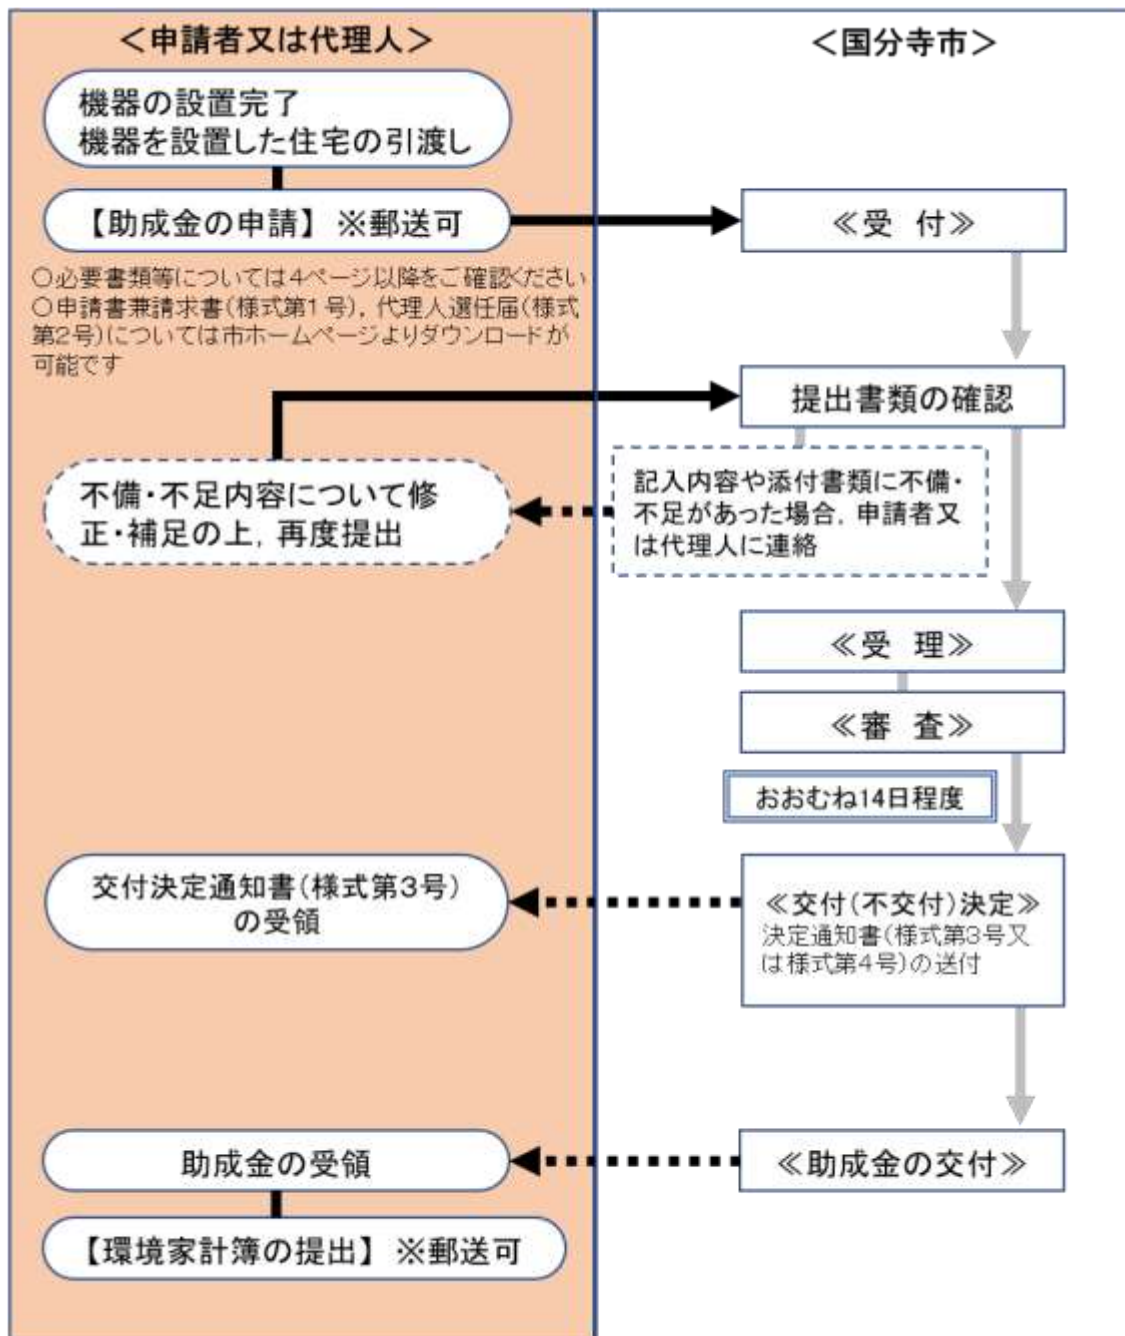 ＜申請者又は代理人＞
＜国分寺市＞
機器の設置完了
機器を設置した住宅の引渡し
【助成金の申請】 ※郵送可
≪受 付≫
○必要書類等については4ページ以降をご確認ください
○申請書兼請求書(様式第1号)，代理人選任届(様式
第2号)については市ホームページよりダウンロードが
可能です
提出書類の確認
不備・不足内容について修
正・補足の上，再度提出
記入内容や添付書類に不備・
不足があった場合，申請者又
は代理人に連絡
≪受 理≫
≪審 査≫
おおむね14日程度
交付決定通知書(様式第3号)
の受領
≪交付(不交付)決定≫
決定通知書(様式第3号又
は様式第4号)の送付
助成金の受領
≪助成金の交付≫
【環境家計簿の提出】 ※郵送可